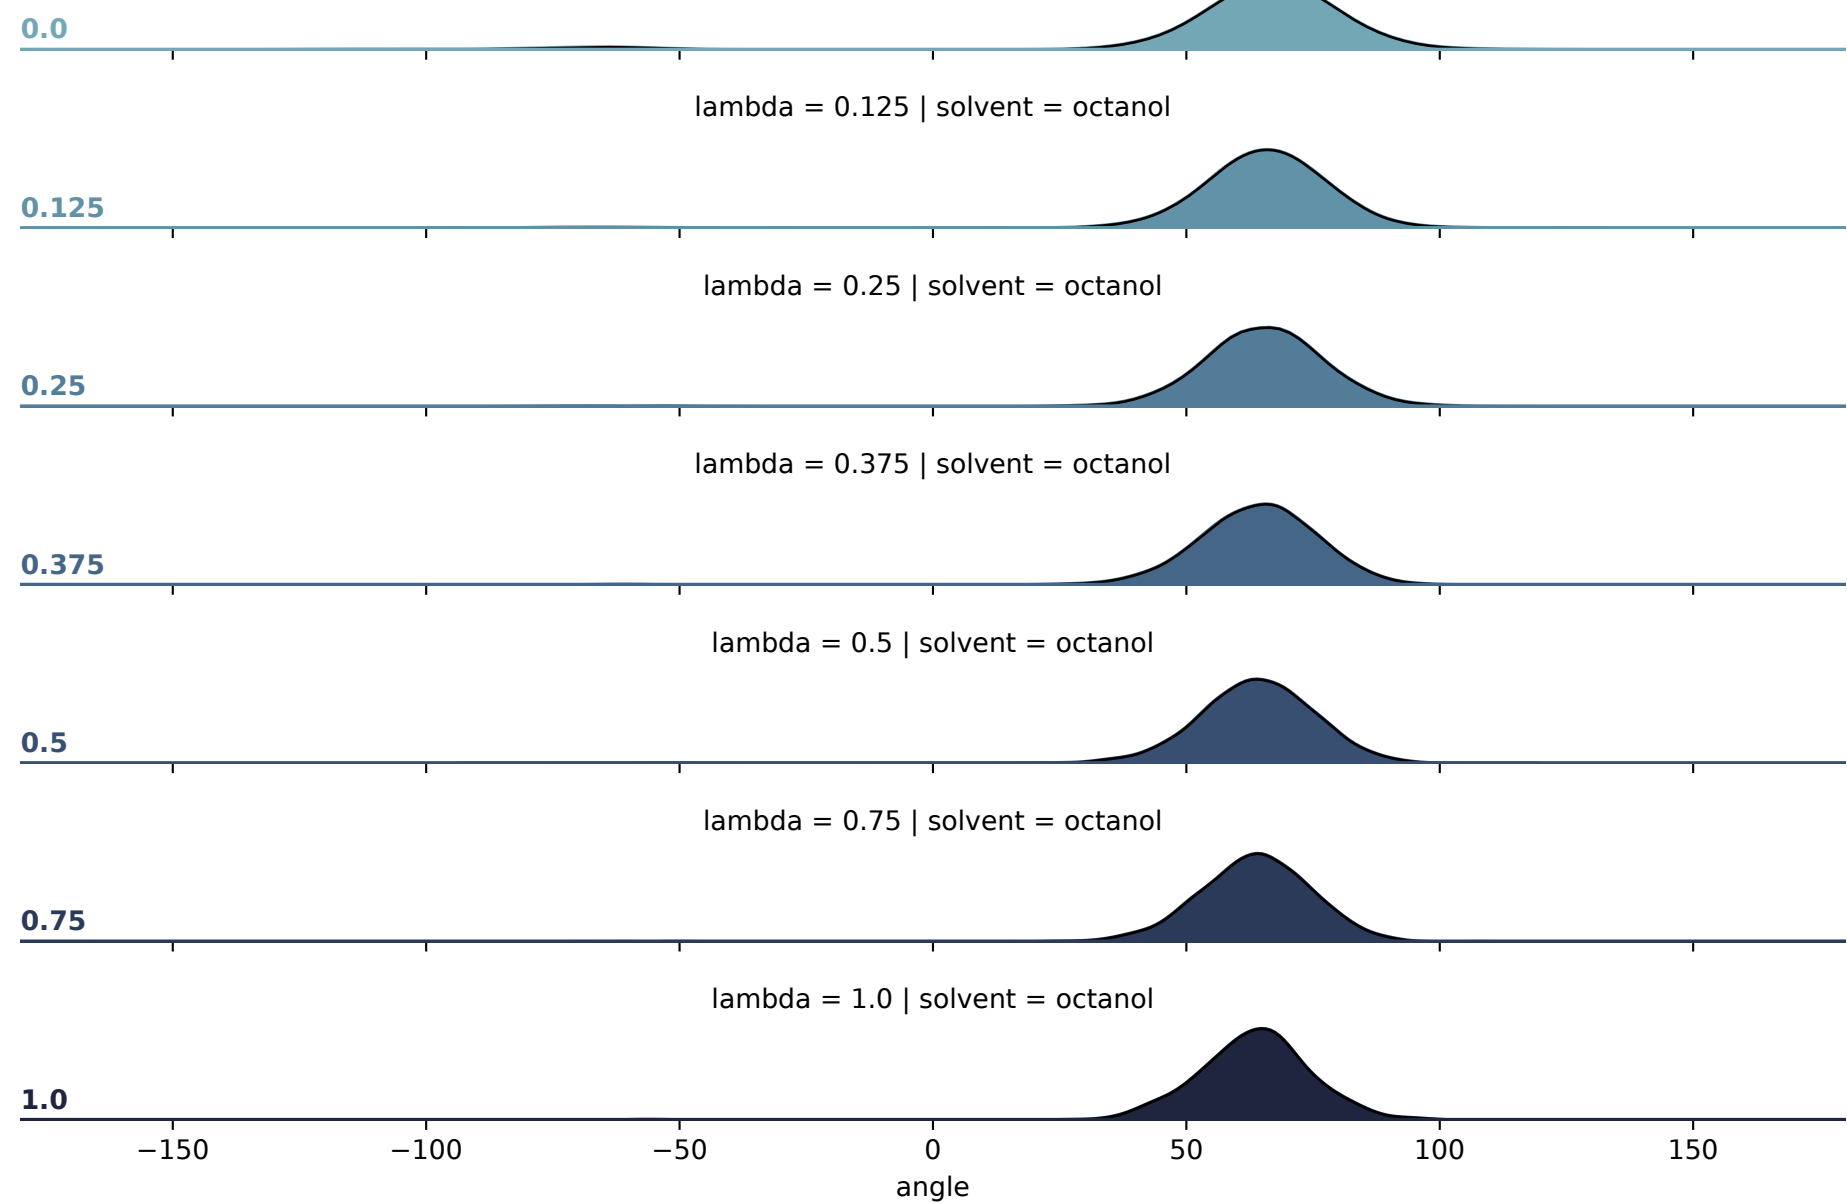 0.0
lambda = 0.125 | solvent = octanol
0.125
lambda = 0.25 | solvent = octanol
0.25
lambda = 0.375 | solvent = octanol
0.375
lambda = 0.5 | solvent = octanol
0.5
lambda = 0.75 | solvent = octanol
0.75
lambda = 1.0 | solvent = octanol
1.0
−150 −100 −50 0 50 100 150
angle